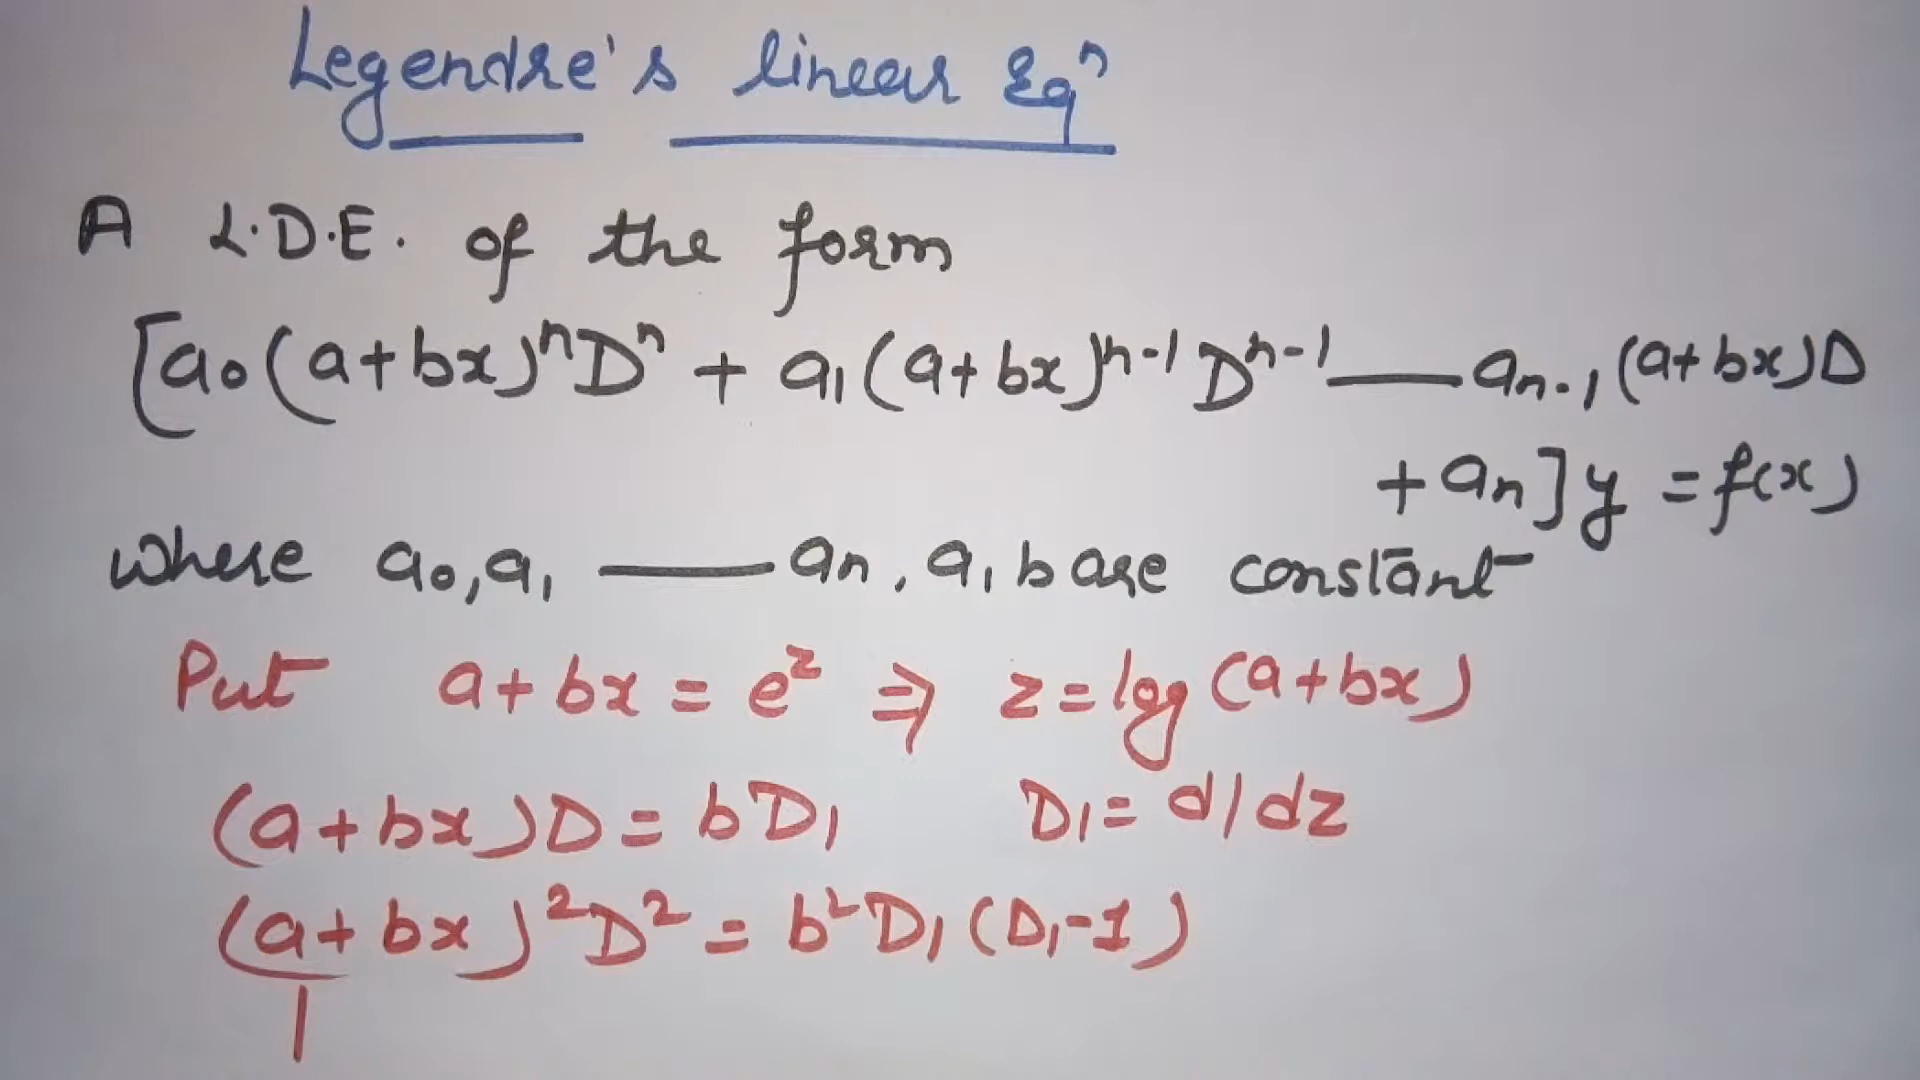 Legendre's linear Eqⁿ
A L.D.E. of the form
[a₀(a+bx)ⁿDⁿ + a₁(a+bx)ⁿ⁻¹Dⁿ⁻¹ —— aₙ₋₁(a+bx)D
+ aₙ]y = f(x)
where a₀,a₁ —— aₙ, a, b are constant
Put a+bx = e^z ⇒ z = log(a+bx)
(a+bx)D = bD₁ D₁ = d/dz
(a+bx)²D² = b²D₁(D₁-1)